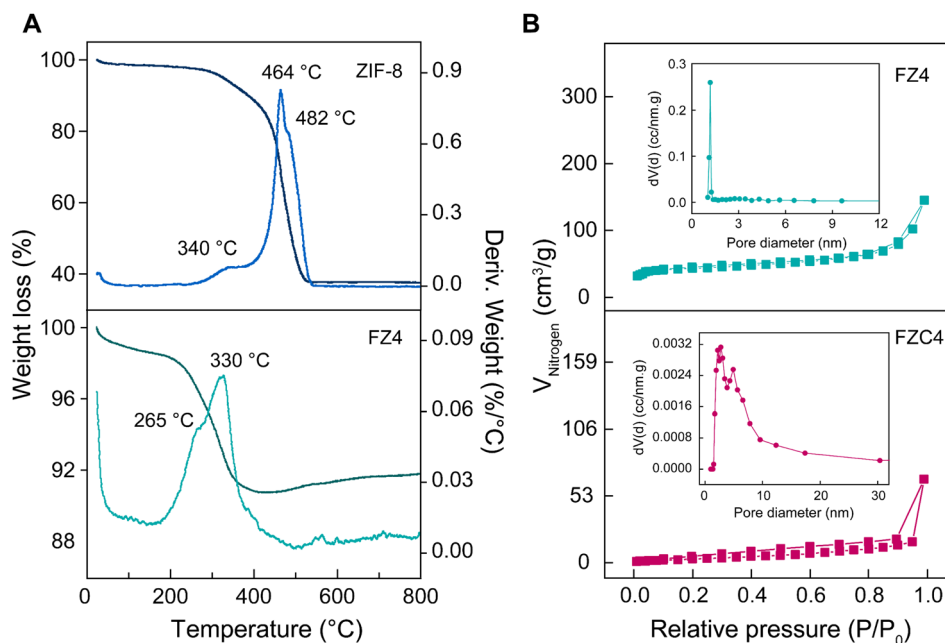 A
Weight loss (%)
100
80
60
40
100
96
92
88
ZIF-8
464 °C
482 °C
340 °C
FZ4
330 °C
265 °C
0.9
0.6
0.3
0.0
0.09
0.06
0.03
0.00
Deriv. Weight (%/°C)
0
200
400
600
800
Temperature (°C)
B
V_Nitrogen (cm³/g)
300
200
100
0
159
106
53
0
FZ4
dV(d) (cc/nm.g)
0.3
0.2
0.1
0.0
0
3
6
9
12
Pore diameter (nm)
FZC4
dV(d) (cc/nm.g)
0.0032
0.0024
0.0016
0.0008
0.0000
0
10
20
30
Pore diameter (nm)
0.0
0.2
0.4
0.6
0.8
1.0
Relative pressure (P/P₀)